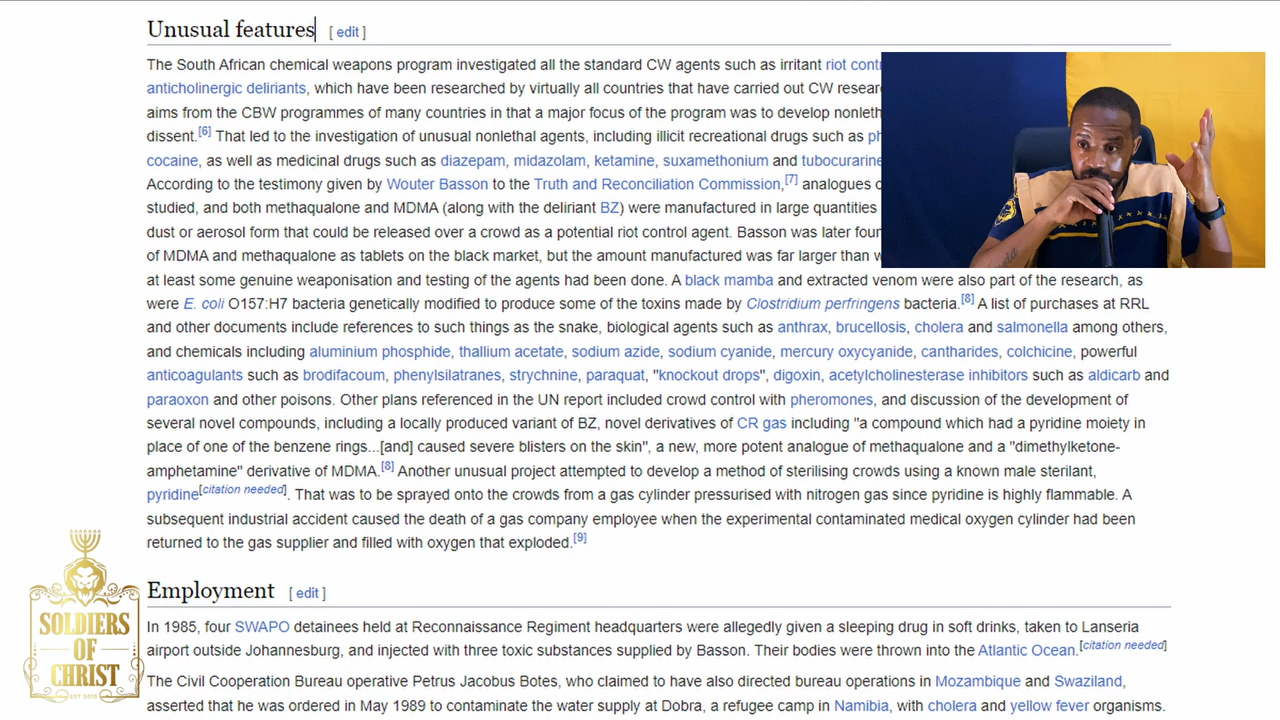 Unusual features [ edit ]
The South African chemical weapons program investigated all the standard CW agents such as irritant riot
anticholinergic deliriants, which have been researched by virtually all countries that have carried out CW
aims from the CBW programmes of many countries in that a major focus of the program was to develop
dissent.[6] That led to the investigation of unusual nonlethal agents, including illicit recreational drugs such as
cocaine, as well as medicinal drugs such as diazepam, midazolam, ketamine, suxamethonium and tubocurarine
According to the testimony given by Wouter Basson to the Truth and Reconciliation Commission,[7] analogues
studied, and both methaqualone and MDMA (along with the deliriant BZ) were manufactured in large quantities
dust or aerosol form that could be released over a crowd as a potential riot control agent. Basson was later
of MDMA and methaqualone as tablets on the black market, but the amount manufactured was far larger than
at least some genuine weaponisation and testing of the agents had been done. A black mamba and extracted venom were also part of the research, as
were E. coli O157:H7 bacteria genetically modified to produce some of the toxins made by Clostridium perfringens bacteria.[8] A list of purchases at RRL
and other documents include references to such things as the snake, biological agents such as anthrax, brucellosis, cholera and salmonella among others,
and chemicals including aluminium phosphide, thallium acetate, sodium azide, sodium cyanide, mercury oxycyanide, cantharides, colchicine, powerful
anticoagulants such as brodifacoum, phenylsilatranes, strychnine, paraquat, "knockout drops", digoxin, acetylcholinesterase inhibitors such as aldicarb and
paraoxon and other poisons. Other plans referenced in the UN report included crowd control with pheromones, and discussion of the development of
several novel compounds, including a locally produced variant of BZ, novel derivatives of CR gas including "a compound which had a pyridine moiety in
place of one of the benzene rings...[and] caused severe blisters on the skin", a new, more potent analogue of methaqualone and a "dimethylketone-
amphetamine" derivative of MDMA.[8] Another unusual project attempted to develop a method of sterilising crowds using a known male sterilant,
pyridine[citation needed]. That was to be sprayed onto the crowds from a gas cylinder pressurised with nitrogen gas since pyridine is highly flammable. A
subsequent industrial accident caused the death of a gas company employee when the experimental contaminated medical oxygen cylinder had been
returned to the gas supplier and filled with oxygen that exploded.[9]
Employment [ edit ]
In 1985, four SWAPO detainees held at Reconnaissance Regiment headquarters were allegedly given a sleeping drug in soft drinks, taken to Lanseria
airport outside Johannesburg, and injected with three toxic substances supplied by Basson. Their bodies were thrown into the Atlantic Ocean.[citation needed]
The Civil Cooperation Bureau operative Petrus Jacobus Botes, who claimed to have also directed bureau operations in Mozambique and Swaziland,
asserted that he was ordered in May 1989 to contaminate the water supply at Dobra, a refugee camp in Namibia, with cholera and yellow fever organisms.
SOLDIERS
OF
CHRIST